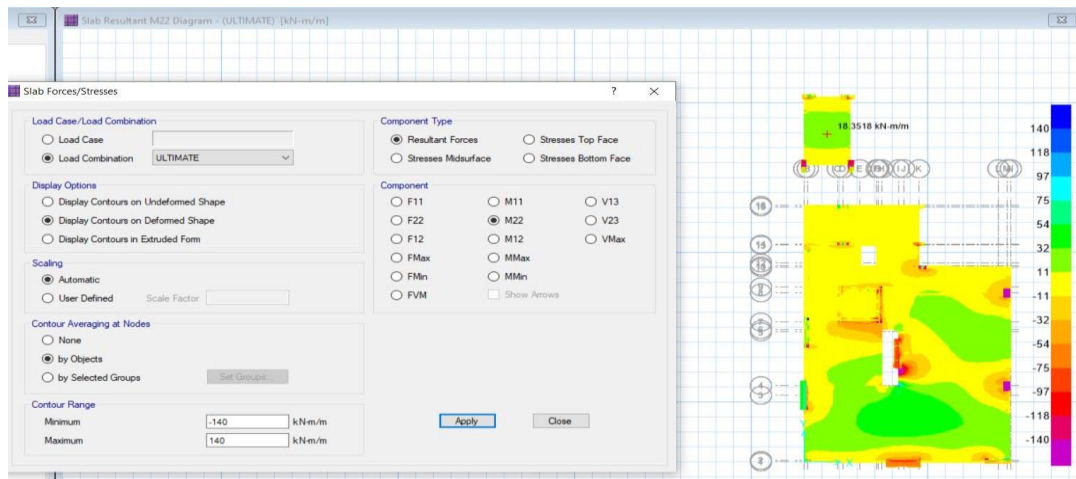 Slab Resultant M22 Diagram - (ULTIMATE) [kN-m/m]
Slab Forces/Stresses
?
Load Case/Load Combination
Load Case
Load Combination ULTIMATE
Display Options
Display Contours on Undeformed Shape
Display Contours on Deformed Shape
Display Contours in Extruded Form
Scaling
Automatic
User Defined Scale Factor
Contour Averaging at Nodes
None
by Objects
by Selected Groups Set Groups...
Contour Range
Minimum -140 kN-m/m
Maximum 140 kN-m/m
Component Type
Resultant Forces Stresses Top Face
Stresses Midsurface Stresses Bottom Face
Component
F11 M11 V13
F22 M22 V23
F12 M12 VMax
FMax MMax
FMin MMin
FVM Show Arrows
Apply Close
18.3518 kN-m/m
E I J K
X
140
118
97
75
54
32
11
-11
-32
-54
-75
-97
-118
-140